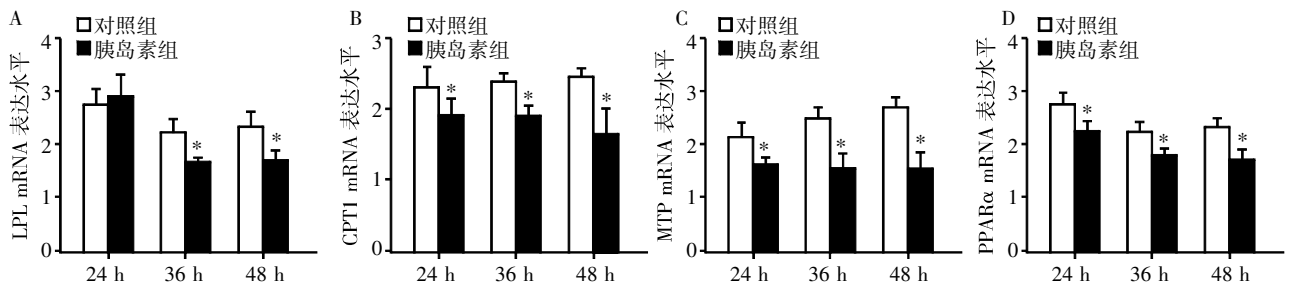 A
对照组
胰岛素组
LPL mRNA 表达水平
4
3
2
1
0
*
*
24 h
36 h
48 h
B
对照组
胰岛素组
CPT1 mRNA 表达水平
3
2
1
0
*
*
*
24 h
36 h
48 h
C
对照组
胰岛素组
MTP mRNA 表达水平
4
3
2
1
0
*
*
*
24 h
36 h
48 h
D
对照组
胰岛素组
PPARα mRNA 表达水平
4
3
2
1
0
*
*
*
24 h
36 h
48 h